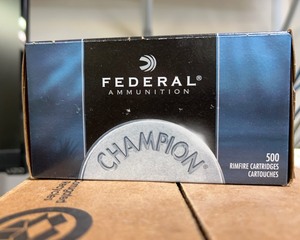 FEDERAL®
AMMUNITION
CHAMPION
500
RIMFIRE CARTRIDGES
CARTOUCHES